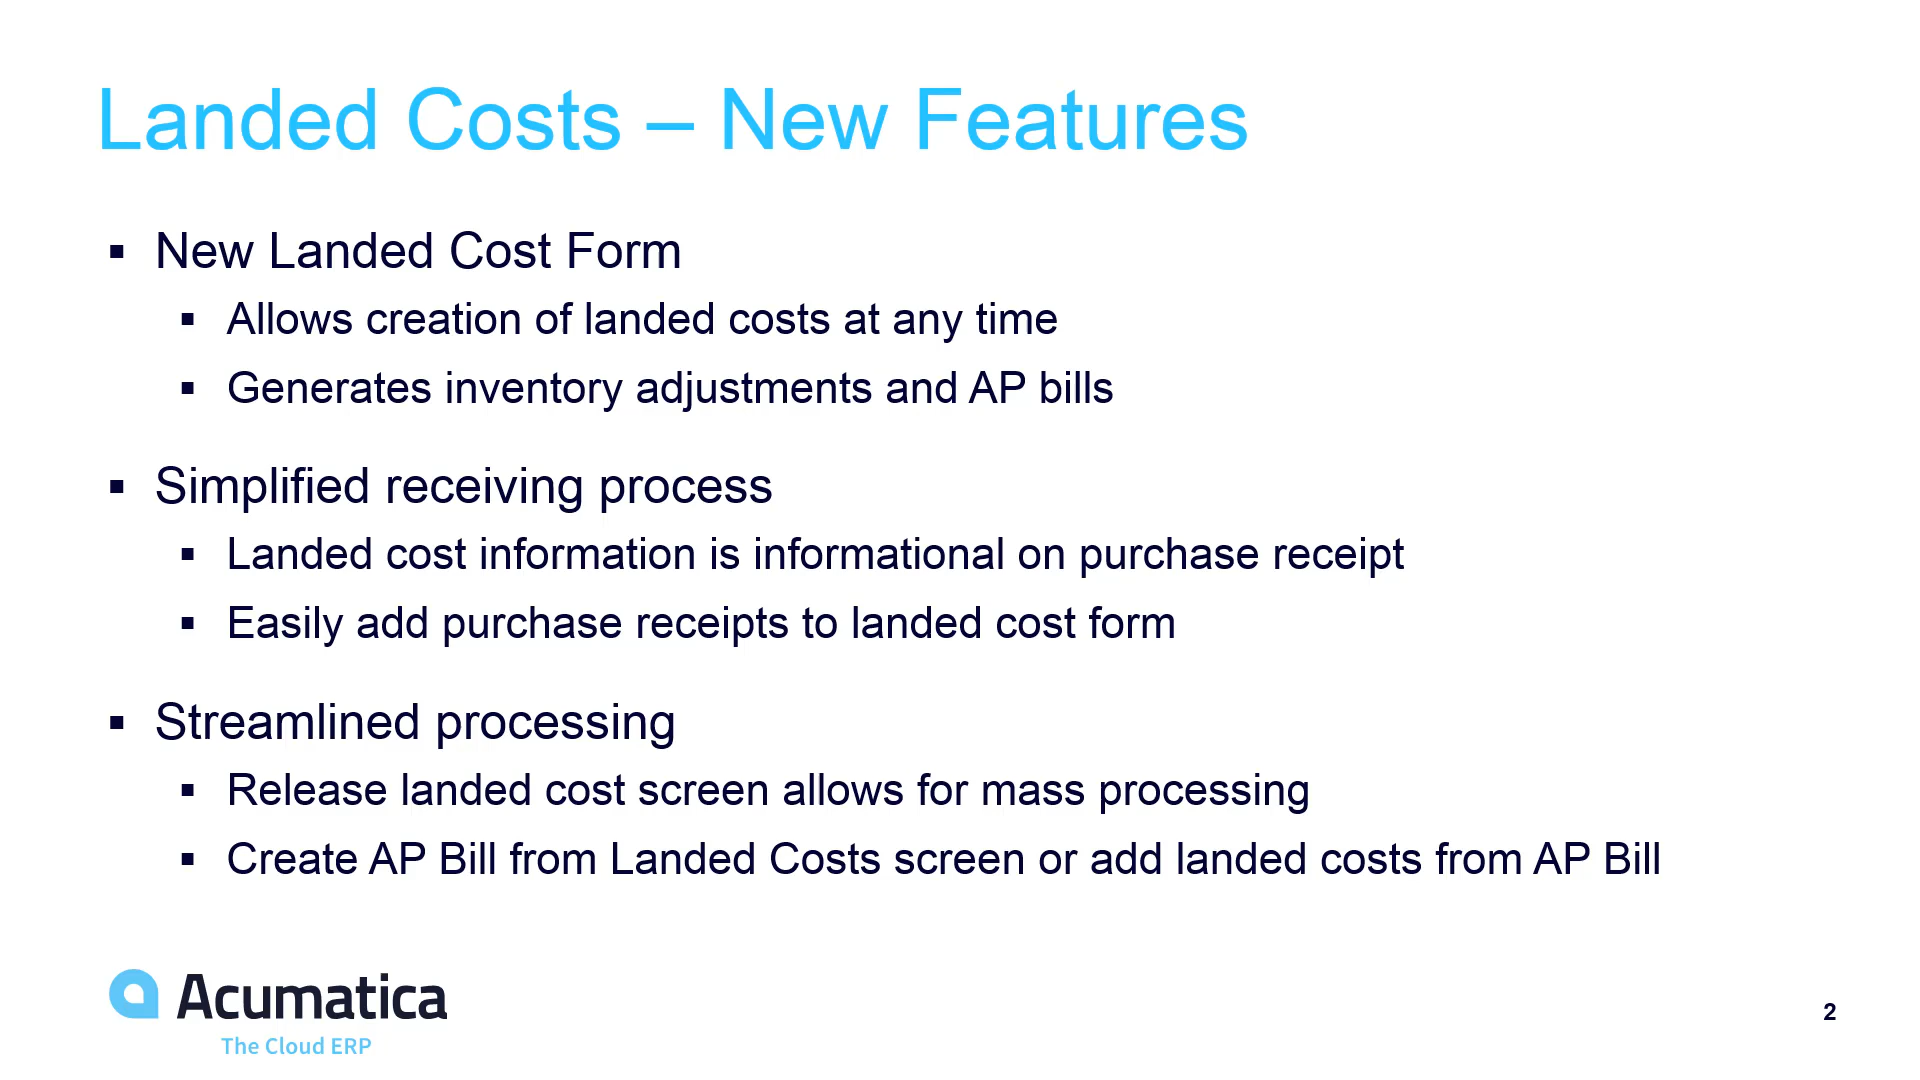 Landed Costs – New Features
▪ New Landed Cost Form
▪ Allows creation of landed costs at any time
▪ Generates inventory adjustments and AP bills
▪ Simplified receiving process
▪ Landed cost information is informational on purchase receipt
▪ Easily add purchase receipts to landed cost form
▪ Streamlined processing
▪ Release landed cost screen allows for mass processing
▪ Create AP Bill from Landed Costs screen or add landed costs from AP Bill
Acumatica
The Cloud ERP
2